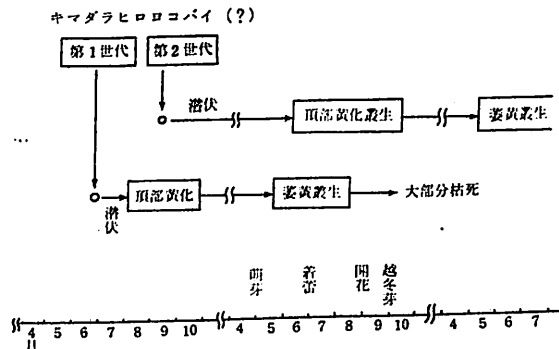 キマダラヒロロコバイ (?)
第1世代
第2世代
潜伏
頂部黄化叢生
萎黄叢生
潜伏
頂部黄化
萎黄叢生
大部分枯死
萠芽
着蕾
開花
越冬芽
4 5 6 7 8 9 10 4 5 6 7 8 9 10 4 5 6 7
月